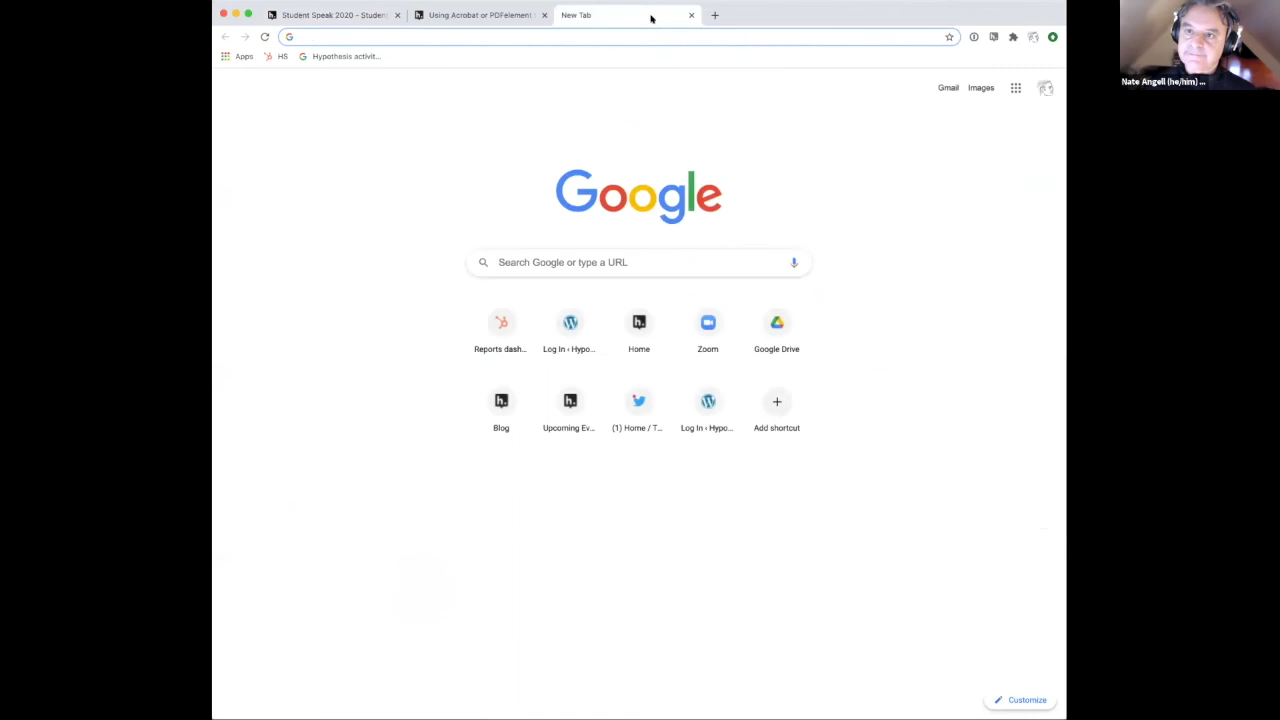 Student Speak 2020 – Studen
Using Acrobat or PDFelement
New Tab
Apps
HS
Hypothesis activit...
Gmail
Images
Google
Search Google or type a URL
Reports dash...
Log In ‹ Hypo...
Home
Zoom
Google Drive
Blog
Upcoming Ev...
(1) Home / T...
Log In ‹ Hypo...
Add shortcut
Customize
Nate Angell (he/him) ...